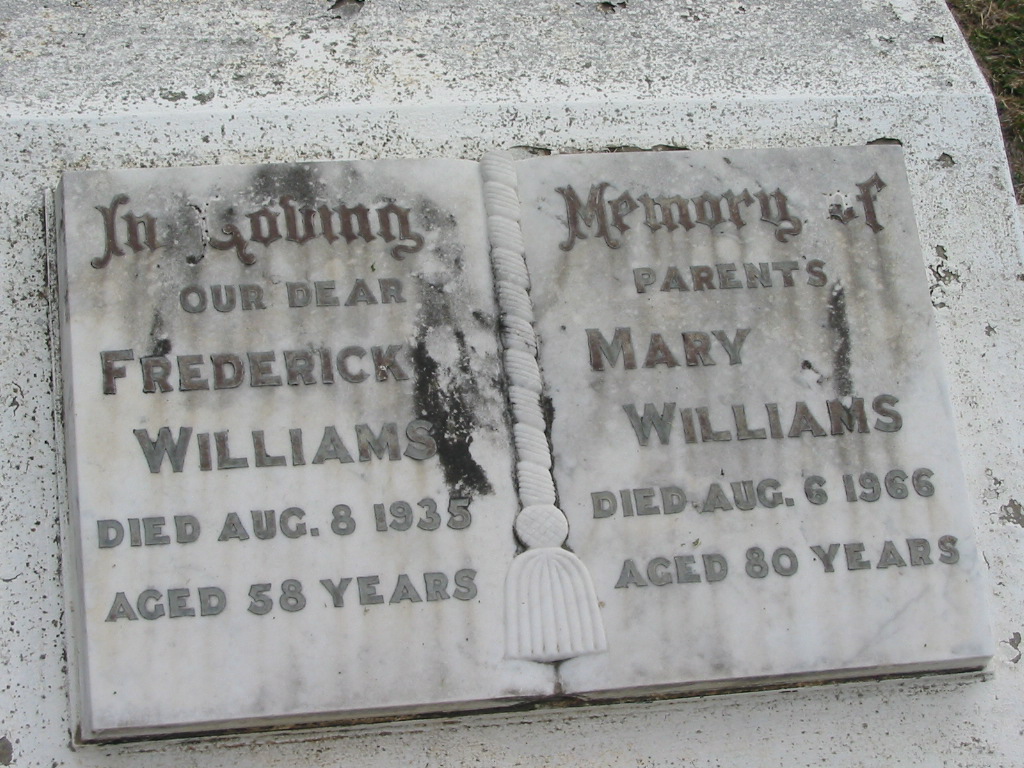 In Loving
OUR DEAR
FREDERICK
WILLIAMS
DIED AUG. 8 1935
AGED 58 YEARS
Memory of
PARENTS
MARY
WILLIAMS
DIED AUG. 6 1966
AGED 80 YEARS